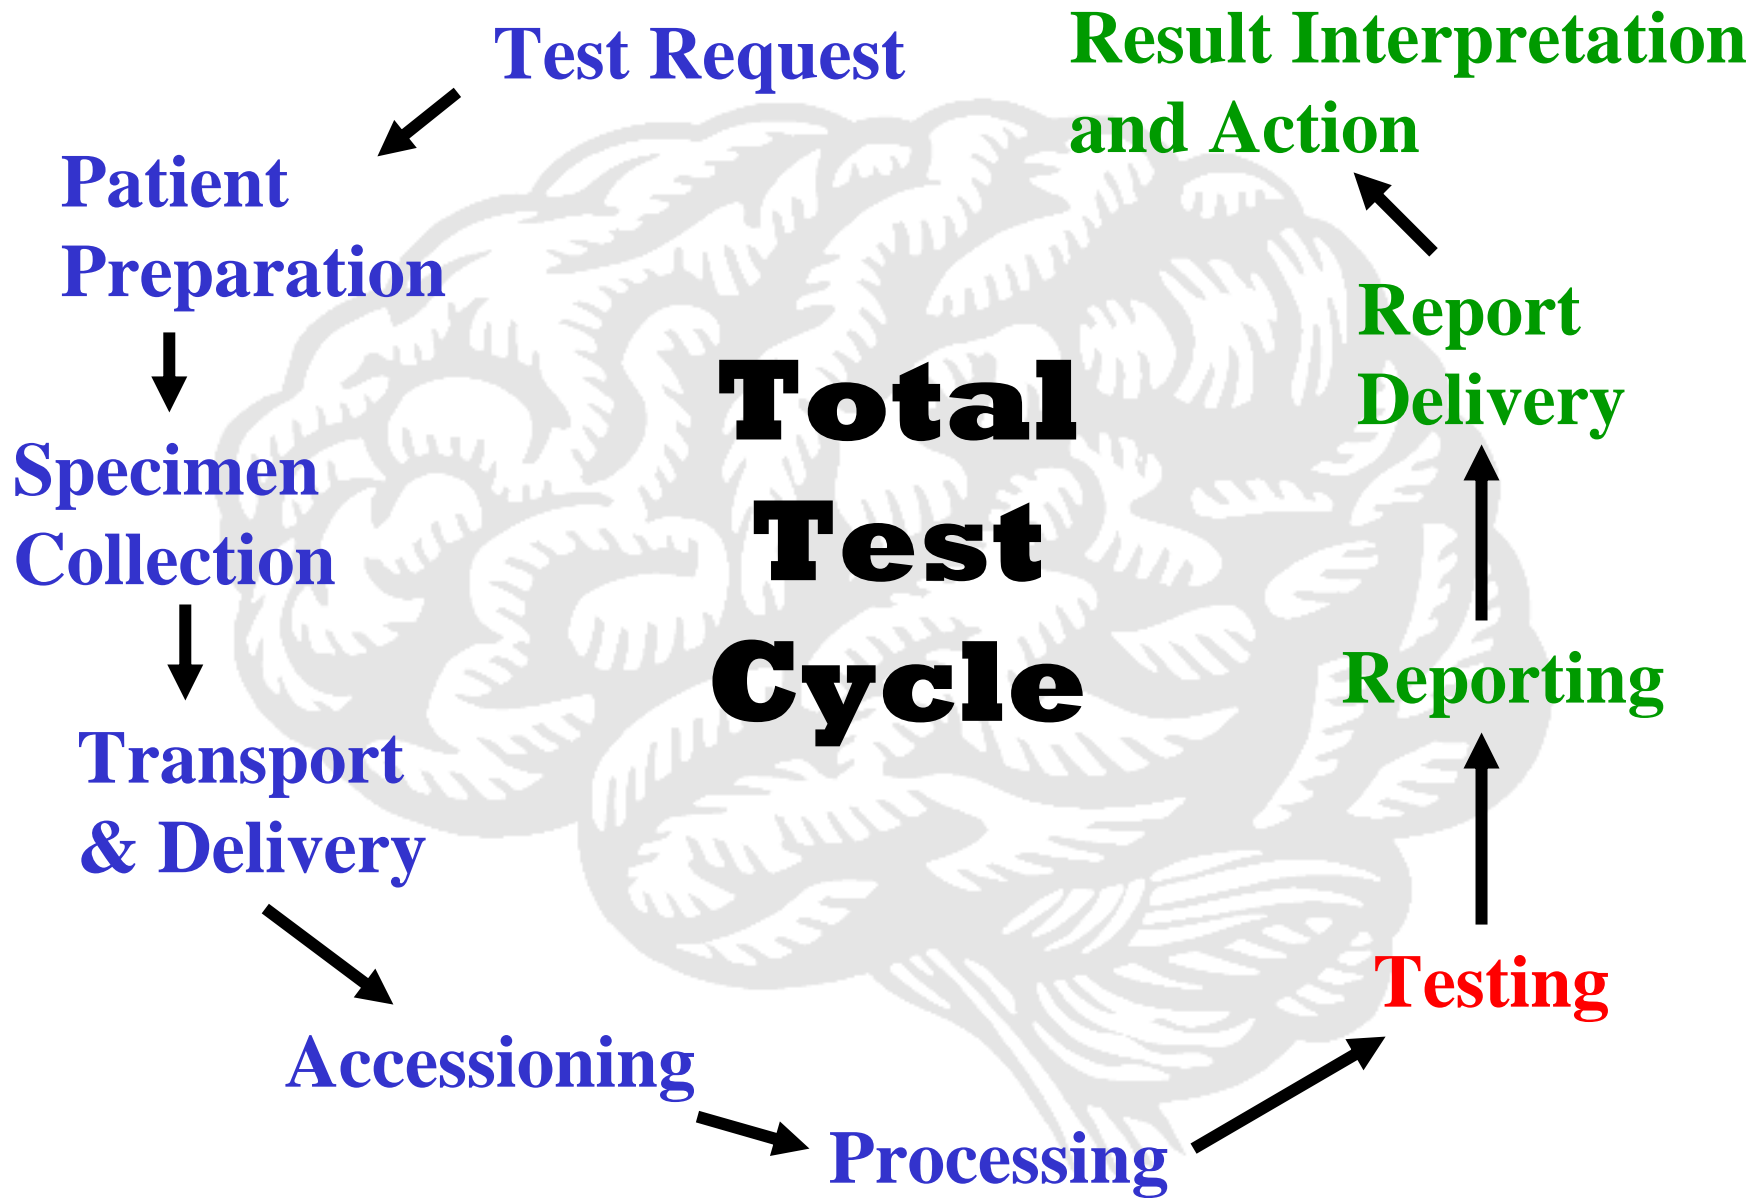 Test Request
Patient
Preparation
Specimen
Collection
Transport
& Delivery
Accessioning
Processing
Testing
Reporting
Report
Delivery
Result Interpretation
and Action
Total
Test
Cycle